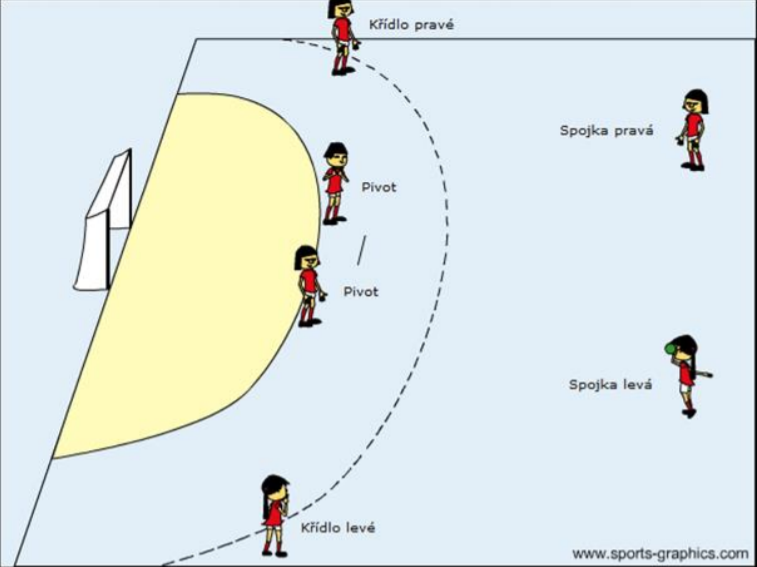 Křídlo pravé
Spojka pravá
Pivot
Pivot
Spojka levá
Křídlo levé
www.sports-graphics.com